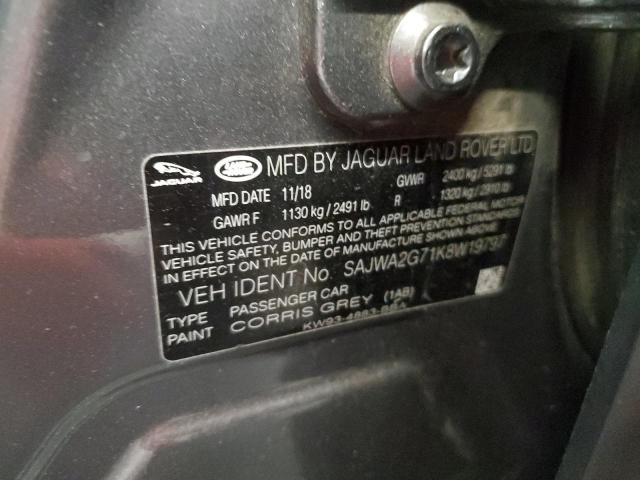 JAGUAR LAND ROVER MFD BY JAGUAR LAND ROVER LTD
MFD DATE 11/18 GVWR 2400 kg / 5291 lb
GAWR F 1130 kg / 2491 lb R 1320 kg / 2910 lb
THIS VEHICLE CONFORMS TO ALL APPLICABLE FEDERAL MOTOR
VEHICLE SAFETY, BUMPER, AND THEFT PREVENTION STANDARDS
IN EFFECT ON THE DATE OF MANUFACTURE SHOWN ABOVE
VEH IDENT No. SAJWA2G71K8W19797
TYPE PASSENGER CAR
PAINT CORRIS GREY (1AB)